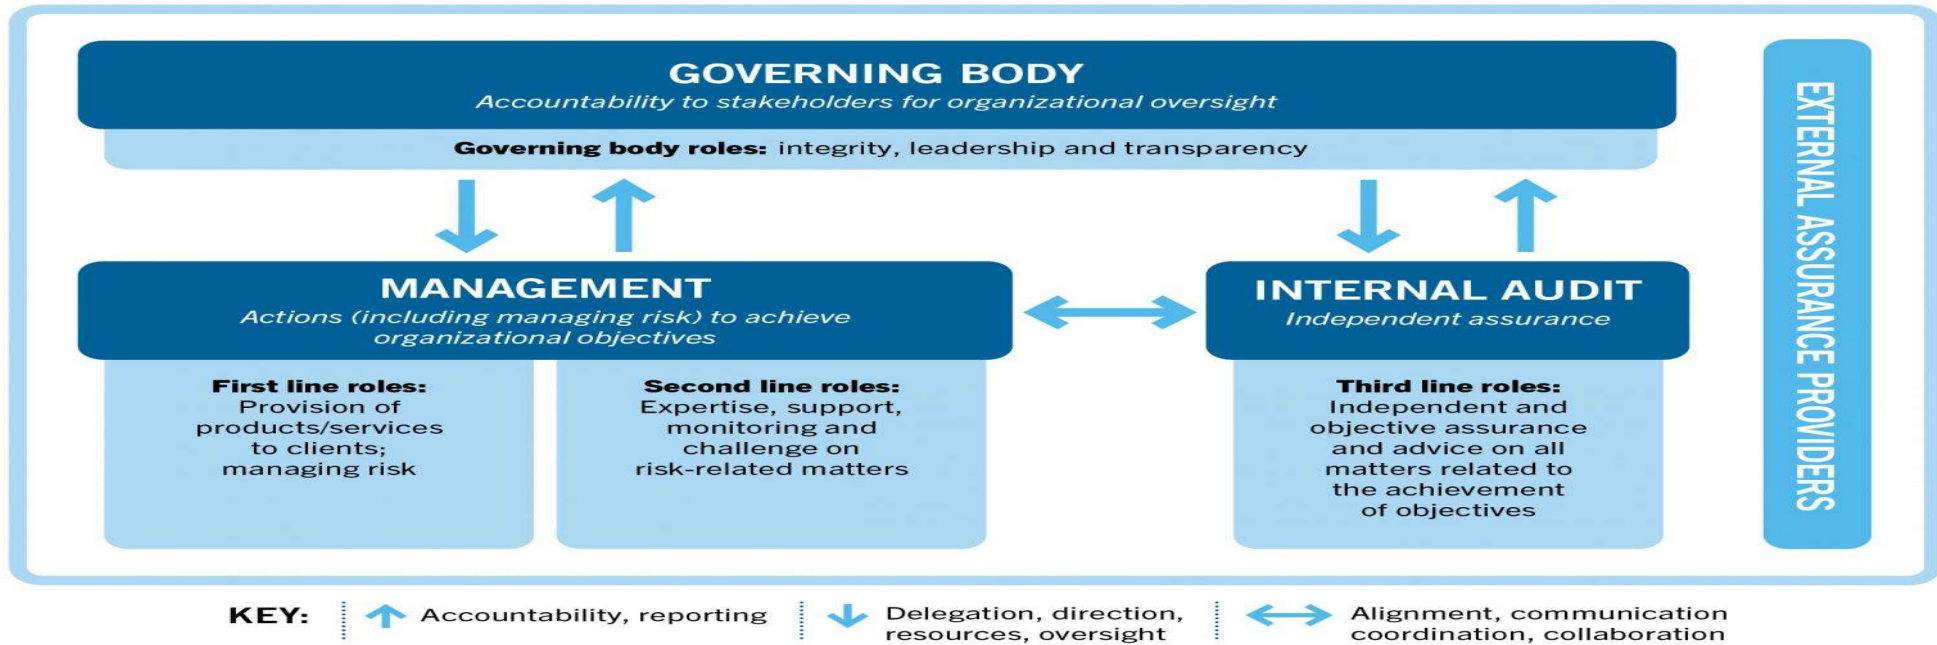 GOVERNING BODY
Accountability to stakeholders for organizational oversight
Governing body roles: integrity, leadership and transparency
MANAGEMENT
Actions (including managing risk) to achieve
organizational objectives
First line roles:
Provision of
products/services
to clients;
managing risk
Second line roles:
Expertise, support,
monitoring and
challenge on
risk-related matters
INTERNAL AUDIT
Independent assurance
Third line roles:
Independent and
objective assurance
and advice on all
matters related to
the achievement
of objectives
EXTERNAL ASSURANCE PROVIDERS
KEY:
Accountability, reporting
Delegation, direction,
resources, oversight
Alignment, communication
coordination, collaboration